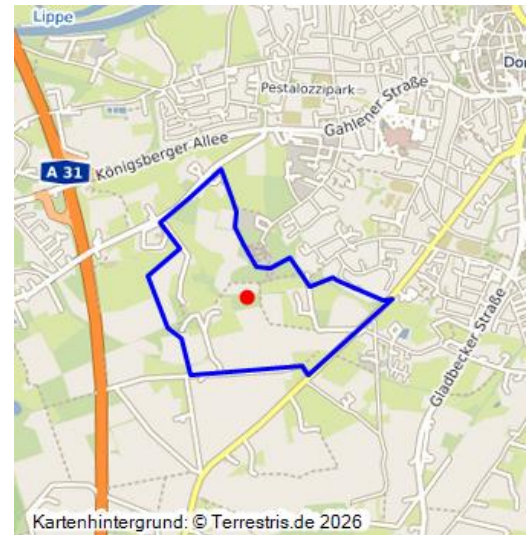 Lippe
Dor
Pestalozzipark
Gahlener Straße
Königsberger Allee
A 31
Gladbecker Straße
Kartenhintergrund: © Terrestris.de 2026